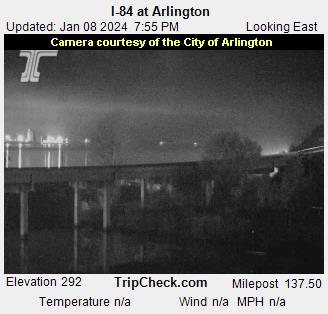 I-84 at Arlington
Updated: Jan 08 2024 7:55 PM Looking East
Camera courtesy of the City of Arlington
Elevation 292 TripCheck.com Milepost 137.50
Temperature n/a Wind n/a MPH n/a